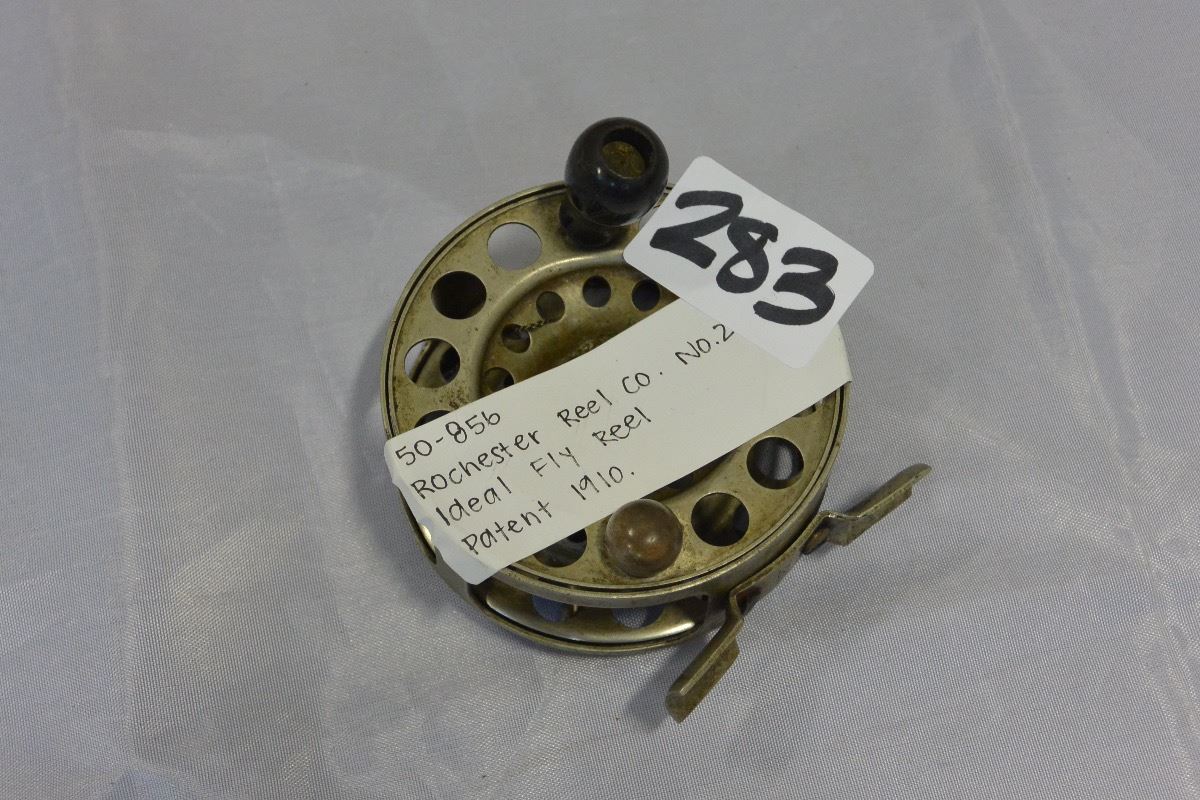 283
50-856
Rochester Reel Co. No.2
Ideal Fly Reel
Patent 1910.